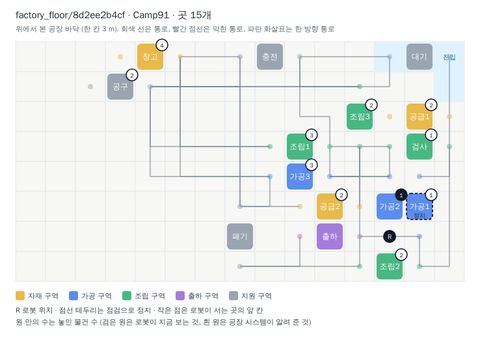 factory_floor/8d2ee2b4cf · Camp91 · 곳 15개
위에서 본 공장 바닥 (한 칸 3 m). 회색 선은 통로, 빨간 점선은 막힌 통로, 파란 화살표는 한 방향 통로
창고 4
충전
대기
진입
공구 2
조립3 2
공급1 2
조립1 3
검사 1
가공3 3
공급2 2
가공2 1
가공1 1
정지
폐기
출하
R
조립2 2
자재 구역 가공 구역 조립 구역 출하 구역 지원 구역
R 로봇 위치 · 점선 테두리는 점검으로 정지 · 작은 점은 로봇이 서는 곳의 앞 칸
원 안의 수는 놓인 물건 수 (검은 원은 로봇이 지금 보는 것, 흰 원은 공장 시스템이 알려 준 것)